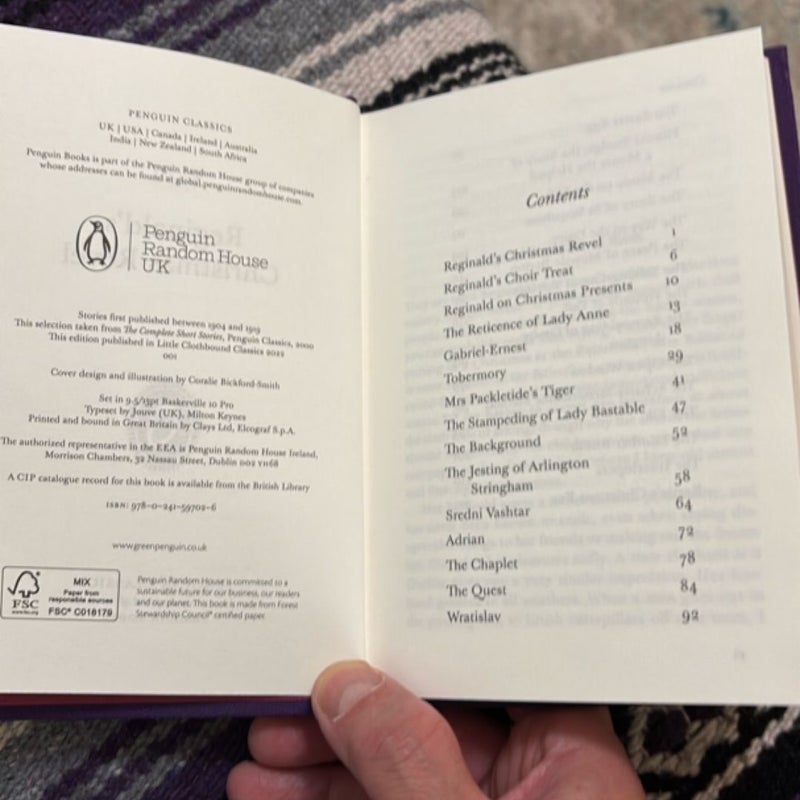 PENGUIN CLASSICS
UK | USA | Canada | Ireland | Australia
India | New Zealand | South Africa
Penguin Books is part of the Penguin Random House group of companies
whose addresses can be found at global.penguinrandomhouse.com.
Penguin
Random House
UK
Stories first published between 1904 and 1919
This selection taken from The Complete Short Stories, Penguin Classics, 2000
This edition published in Little Clothbound Classics 2022
001
Cover design and illustration by Coralie Bickford-Smith
Set in 9.5/13pt Baskerville 10 Pro
Typeset by Jouve (UK), Milton Keynes
Printed and bound in Great Britain by Clays Ltd, Elcograf S.p.A.
The authorized representative in the EEA is Penguin Random House Ireland,
Morrison Chambers, 32 Nassau Street, Dublin D02 YH68
A CIP catalogue record for this book is available from the British Library
ISBN: 978-0-241-59702-6
www.greenpenguin.co.uk
FSC
www.fsc.org
MIX
Paper from
responsible sources
FSC® C018179
Penguin Random House is committed to a
sustainable future for our business, our readers
and our planet. This book is made from Forest
Stewardship Council® certified paper.
Contents
Reginald's Christmas Revel 1
Reginald's Choir Treat 6
Reginald on Christmas Presents 10
The Reticence of Lady Anne 13
Gabriel-Ernest 18
Tobermory 29
Mrs Packletide's Tiger 41
The Stampeding of Lady Bastable 47
The Background 52
The Jesting of Arlington
Stringham 58
Sredni Vashtar 64
Adrian 72
The Chaplet 78
The Quest 84
Wratislav 92